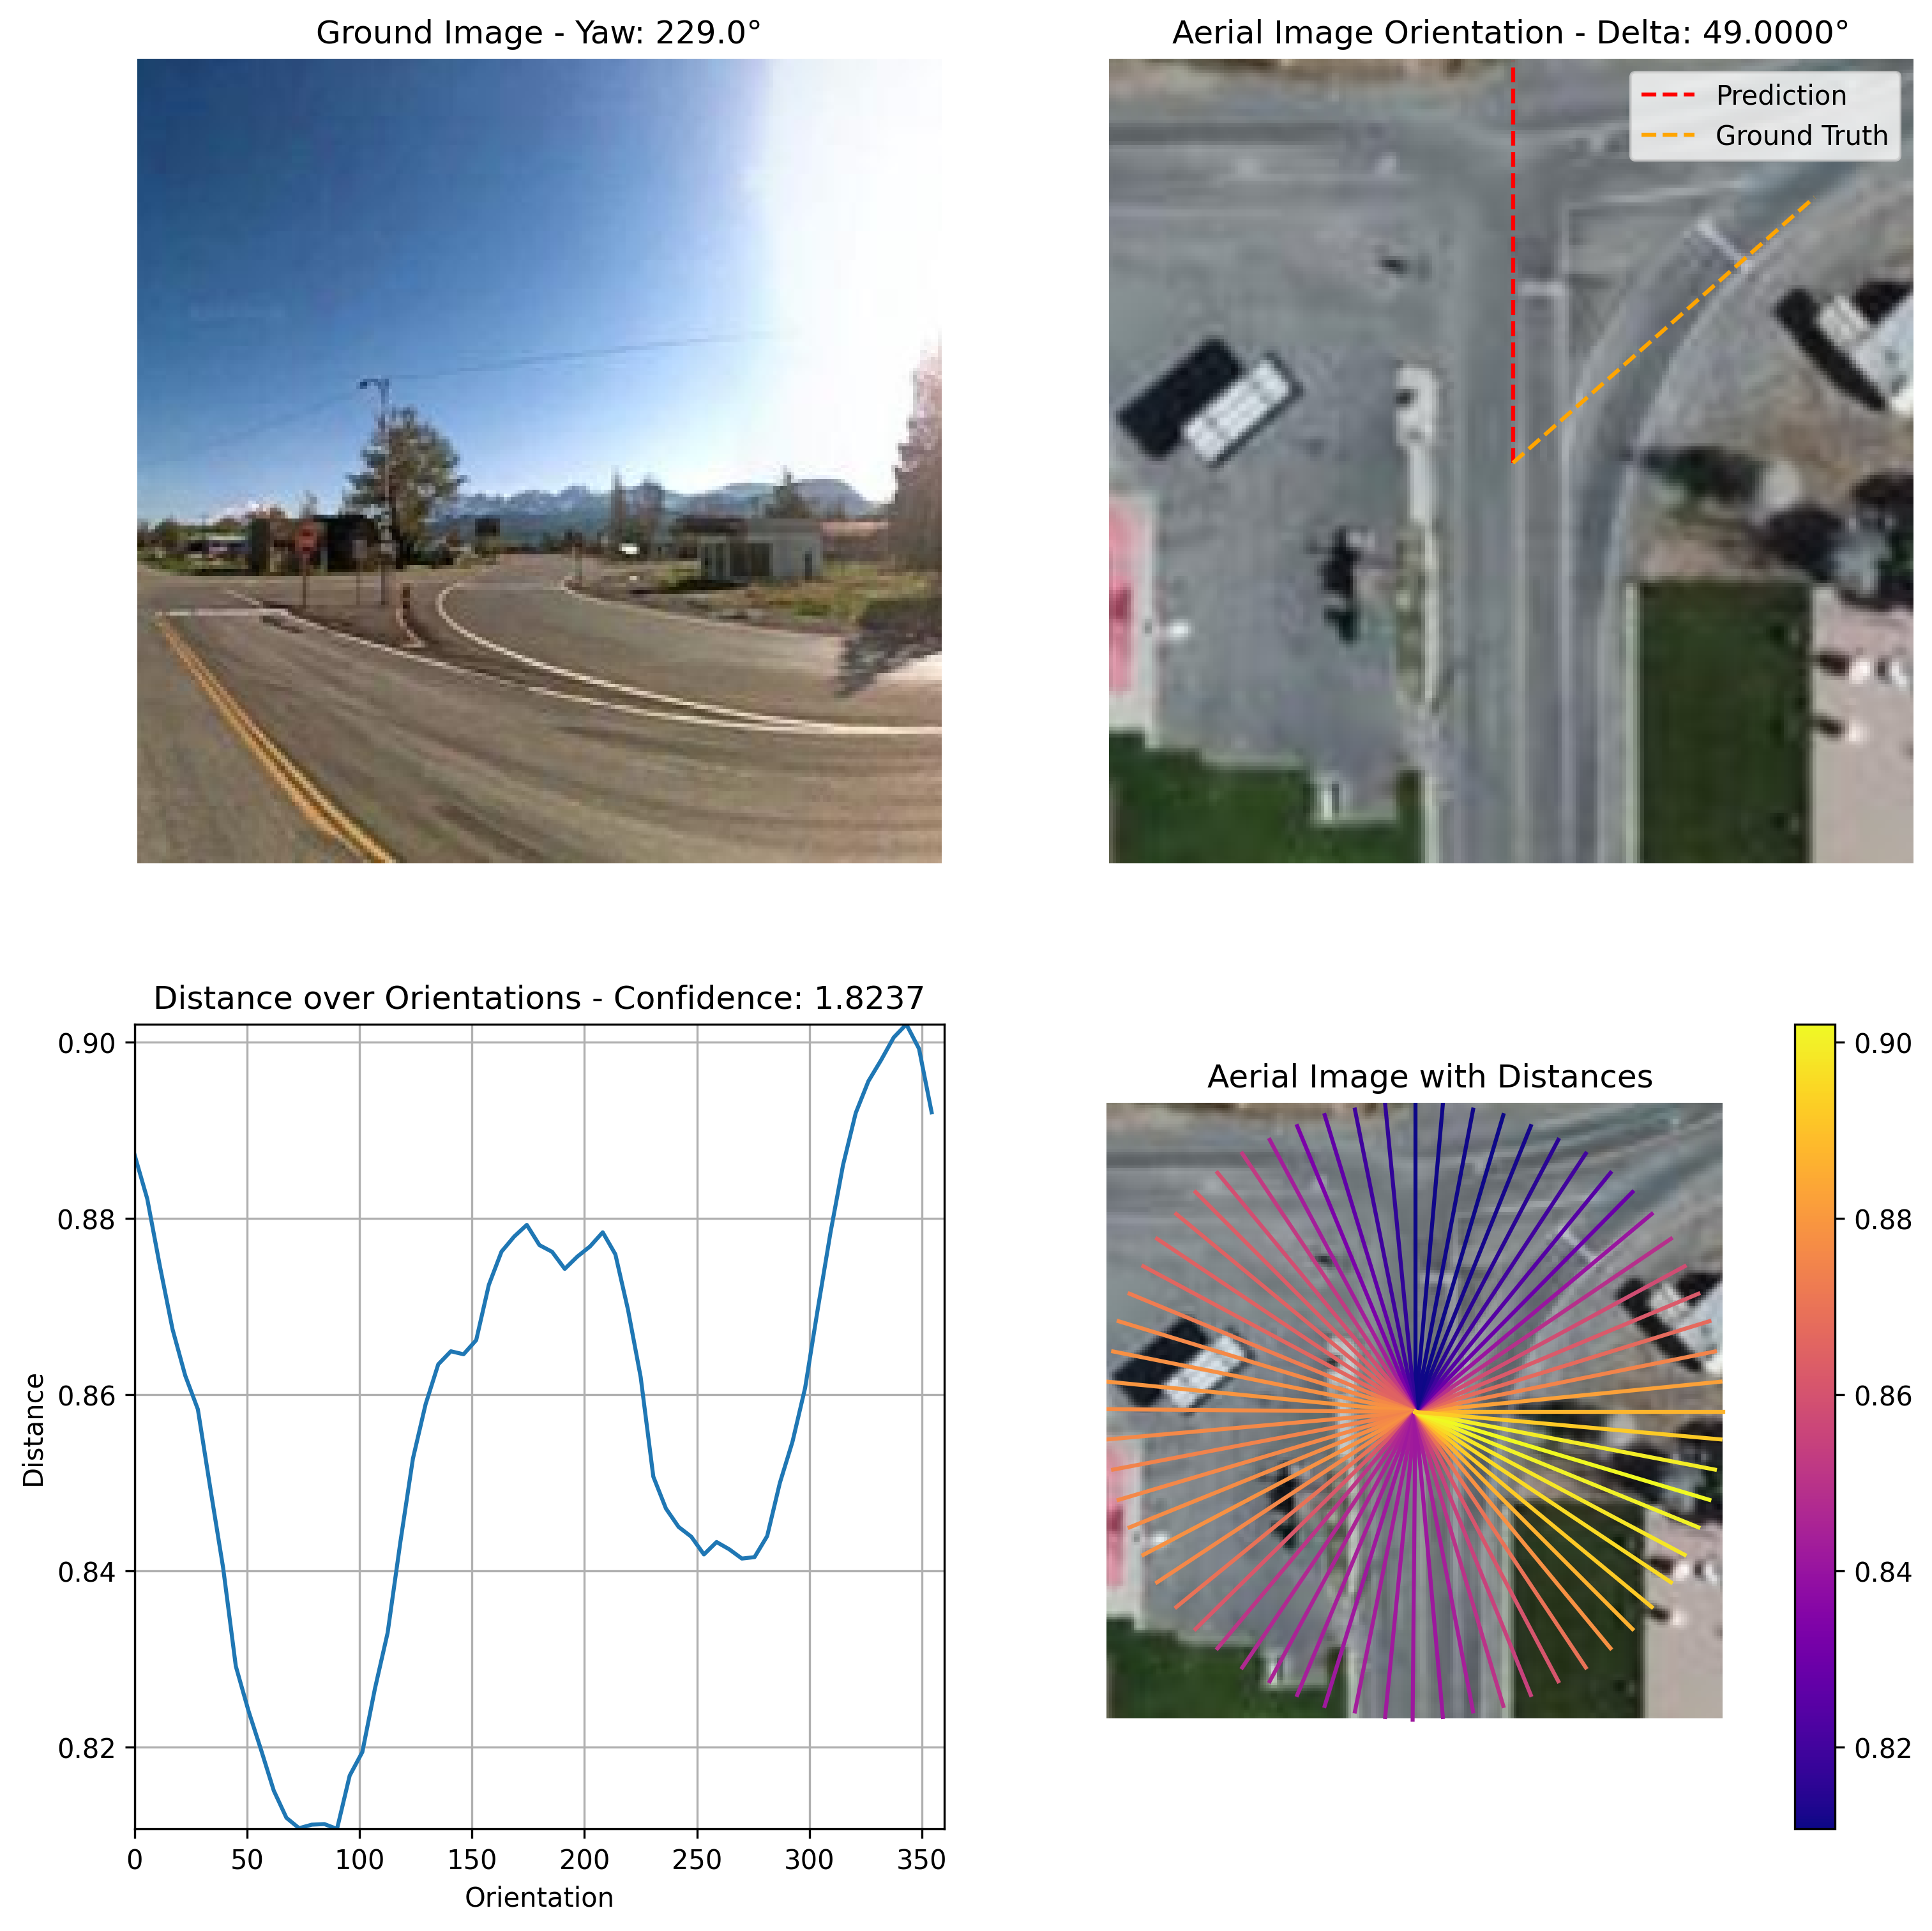 Ground Image - Yaw: 229.0°
Aerial Image Orientation - Delta: 49.0000°
Prediction
Ground Truth
Distance over Orientations - Confidence: 1.8237
0.90
0.88
0.86
0.84
0.82
Distance
0 50 100 150 200 250 300 350
Orientation
Aerial Image with Distances
0.90
0.88
0.86
0.84
0.82